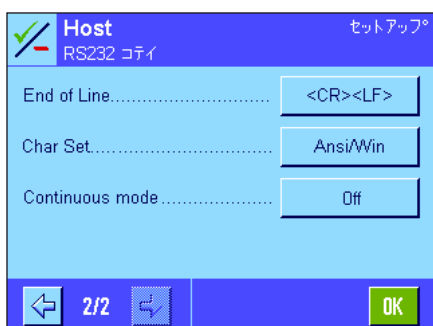 Host セットアップ
RS232 コテイ
End of Line............................ <CR><LF>
Char Set................................ Ansi/Win
Continuous mode.................... Off
2/2 OK